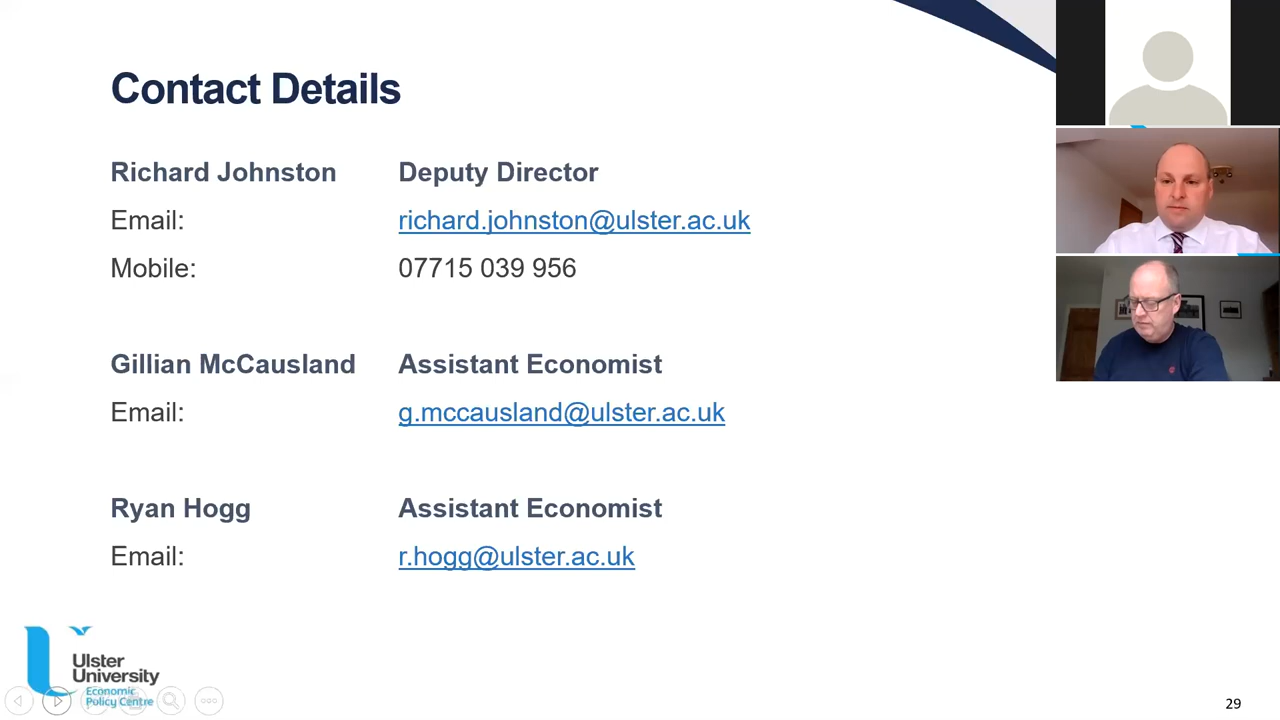 Contact Details
Richard Johnston Deputy Director
Email: richard.johnston@ulster.ac.uk
Mobile: 07715 039 956
Gillian McCausland Assistant Economist
Email: g.mccausland@ulster.ac.uk
Ryan Hogg Assistant Economist
Email: r.hogg@ulster.ac.uk
Ulster
University
Economic
Policy Centre
29